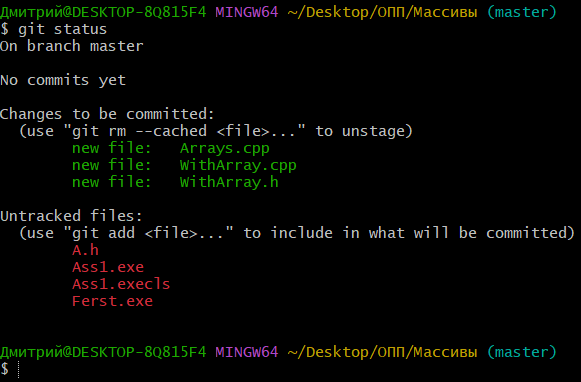 Дмитрий@DESKTOP-8Q815F4 MINGW64 ~/Desktop/ОПП/Массивы (master)
$ git status
On branch master
No commits yet
Changes to be committed:
(use "git rm --cached <file>..." to unstage)
new file:   Arrays.cpp
new file:   WithArray.cpp
new file:   WithArray.h
Untracked files:
(use "git add <file>..." to include in what will be committed)
A.h
Ass1.exe
Ass1.execls
Ferst.exe
Дмитрий@DESKTOP-8Q815F4 MINGW64 ~/Desktop/ОПП/Массивы (master)
$